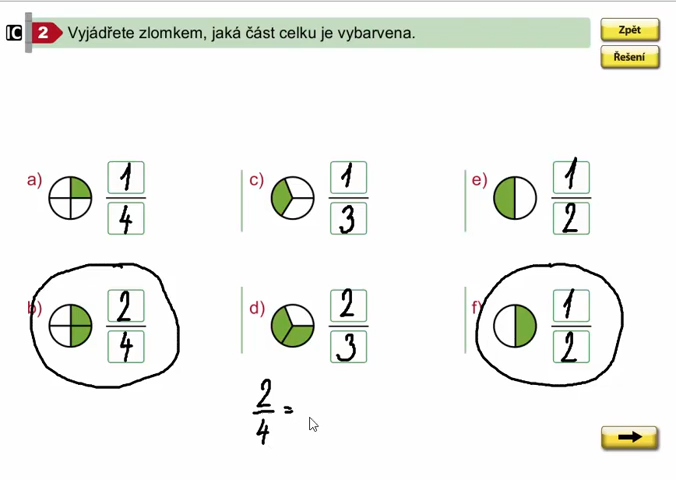 IC 2 Vyjádřete zlomkem, jaká část celku je vybarvena.
Zpět
Řešení
a) 1/4
c) 1/3
e) 1/2
b) 2/4
d) 2/3
f) 1/2
2/4 =